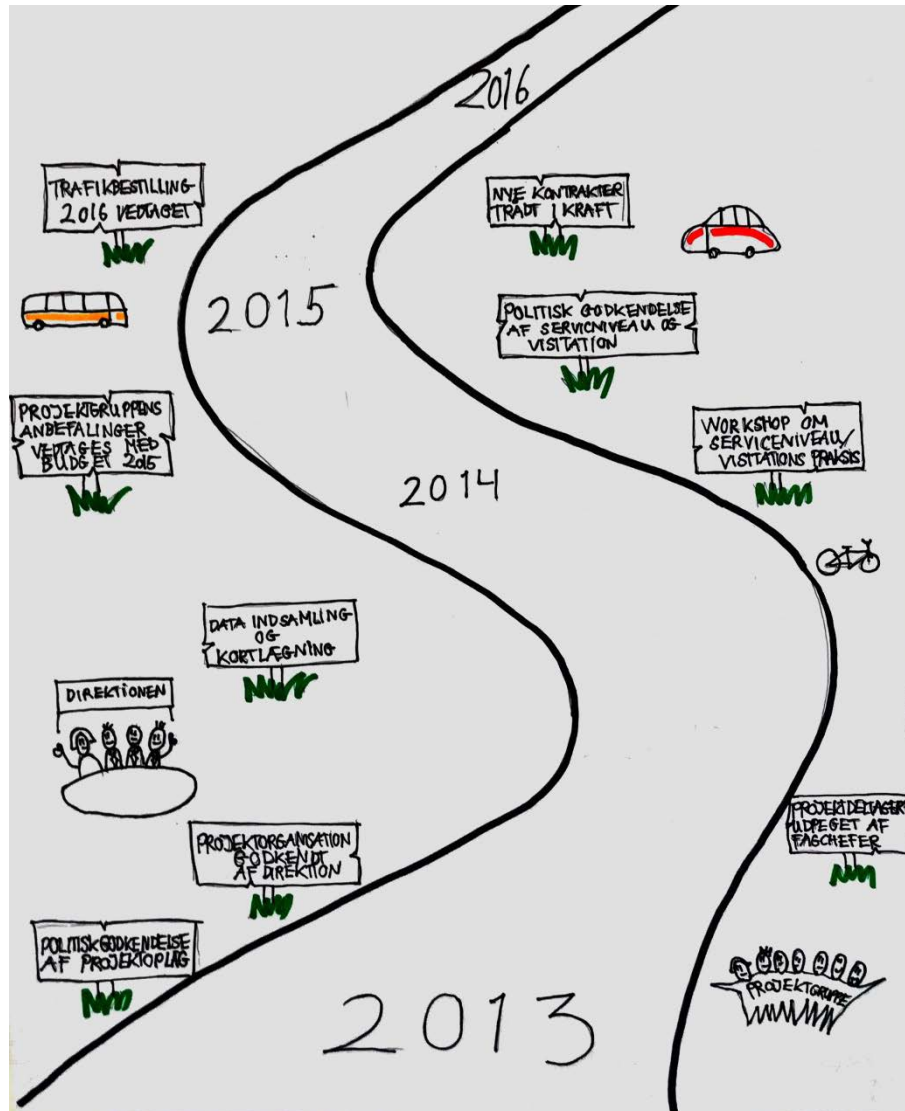 2016
TRAFIKBESTILLING
2016 VEDTAGET
NYE KONTRAKTER
TRÅDT I KRAFT
2015
POLITISK GODKENDELSE
AF SERVICNIVEAU OG
VISITATION
PROJEKTGRUPPENS
ANBEFALINGER
VEDTAGES MED
BUDGET 2015
WORKSHOP OM
SERVICENIVEAU/
VISITATIONS PRAKSIS
2014
DATA INDSAMLING
OG
KORTLÆGNING
DIREKTIONEN
PROJEKTDELTAGERE
UDPEGET AF
FAGCHEFER
PROJEKTORGANISATION
GODKENDT
AF DIREKTION
POLITISK GODKENDELSE
AF PROJEKTOPLÆG
PROJEKTGRUPPE
2013